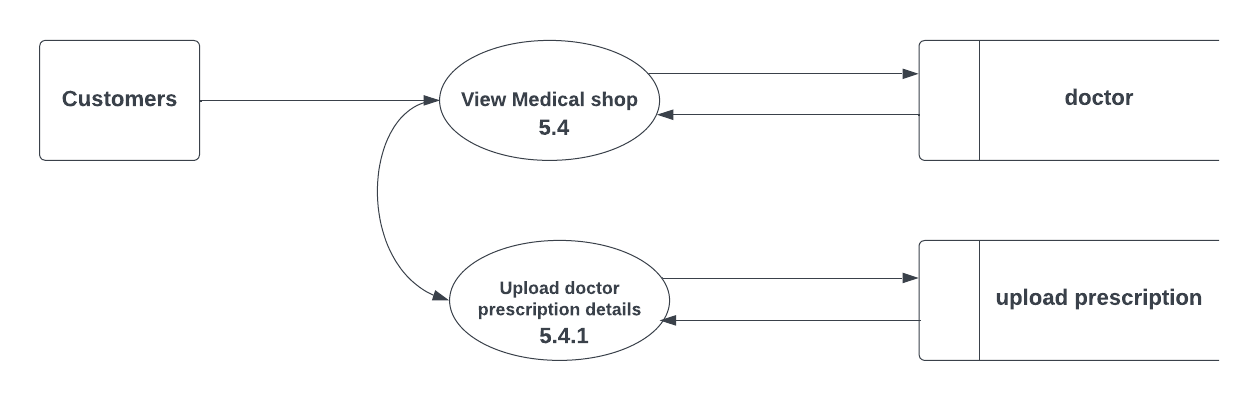 Customers
View Medical shop
5.4
doctor
Upload doctor
prescription details
5.4.1
upload prescription